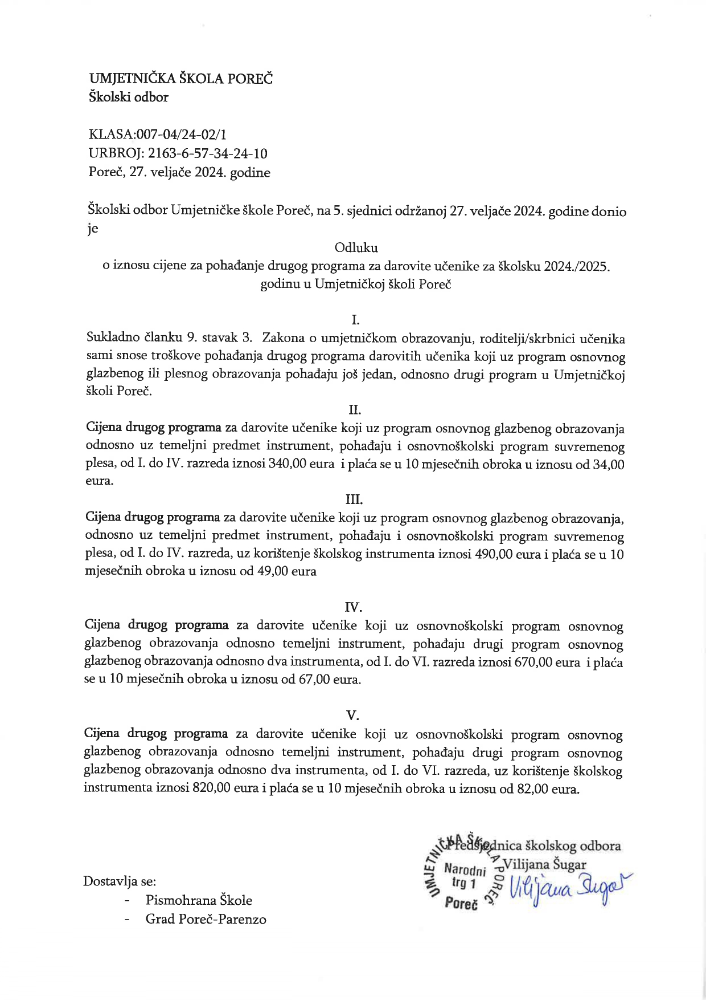 UMJETNIČKA ŠKOLA POREČ
Školski odbor
KLASA:007-04/24-02/1
URBROJ: 2163-6-57-34-24-10
Poreč, 27. veljače 2024. godine
Školski odbor Umjetničke škole Poreč, na 5. sjednici održanoj 27. veljače 2024. godine donio
je
Odluku
o iznosu cijene za pohađanje drugog programa za darovite učenike za školsku 2024./2025.
godinu u Umjetničkoj školi Poreč
I.
Sukladno članku 9. stavak 3. Zakona o umjetničkom obrazovanju, roditelji/skrbnici učenika
sami snose troškove pohađanja drugog programa darovitih učenika koji uz program osnovnog
glazbenog ili plesnog obrazovanja pohađaju još jedan, odnosno drugi program u Umjetničkoj
školi Poreč.
II.
Cijena drugog programa za darovite učenike koji uz program osnovnog glazbenog obrazovanja
odnosno uz temeljni predmet instrument, pohađaju i osnovnoškolski program suvremenog
plesa, od I. do IV. razreda iznosi 340,00 eura i plaća se u 10 mjesečnih obroka u iznosu od 34,00
eura.
III.
Cijena drugog programa za darovite učenike koji uz program osnovnog glazbenog obrazovanja,
odnosno uz temeljni predmet instrument, pohađaju i osnovnoškolski program suvremenog
plesa, od I. do IV. razreda, uz korištenje školskog instrumenta iznosi 490,00 eura i plaća se u 10
mjesečnih obroka u iznosu od 49,00 eura
IV.
Cijena drugog programa za darovite učenike koji uz osnovnoškolski program osnovnog
glazbenog obrazovanja odnosno temeljni instrument, pohađaju drugi program osnovnog
glazbenog obrazovanja odnosno dva instrumenta, od I. do VI. razreda iznosi 670,00 eura i plaća
se u 10 mjesečnih obroka u iznosu od 67,00 eura.
V.
Cijena drugog programa za darovite učenike koji uz osnovnoškolski program osnovnog
glazbenog obrazovanja odnosno temeljni instrument, pohađaju drugi program osnovnog
glazbenog obrazovanja odnosno dva instrumenta, od I. do VI. razreda, uz korištenje školskog
instrumenta iznosi 820,00 eura i plaća se u 10 mjesečnih obroka u iznosu od 82,00 eura.
Predsjednica školskog odbora
Vilijana Šugar
Vilijana Šugar
UMJETNIČKA ŠKOLA POREČ
Narodni
trg 1
Poreč
Dostavlja se:
- Pismohrana Škole
- Grad Poreč-Parenzo